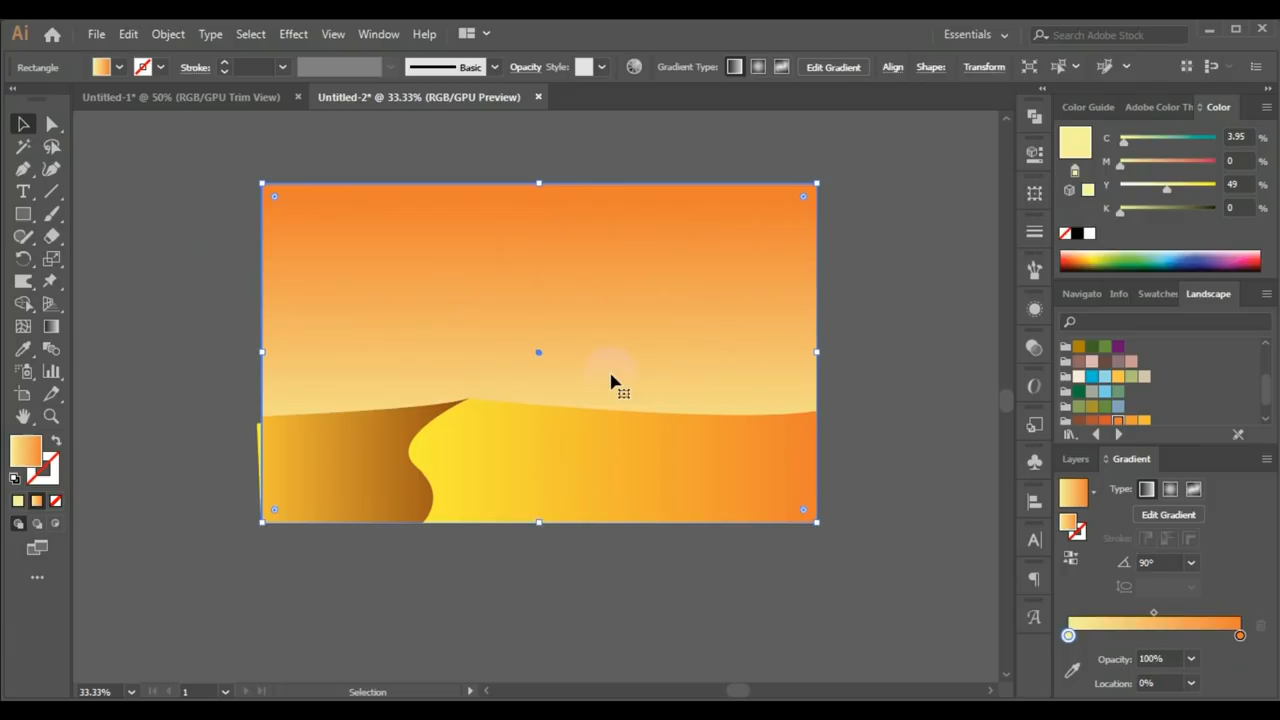 Ai File Edit Object Type Select Effect View Window Help Essentials Search Adobe Stock
Rectangle Stroke: Basic Opacity Style: Gradient Type: Edit Gradient Align Shape: Transform
Untitled-1* @ 50% (RGB/GPU Trim View) Untitled-2* @ 33.33% (RGB/GPU Preview)
Color Guide Adobe Color Th Color
C 3.95 %
M 0 %
Y 49 %
K 0 %
Navigato Info Swatches Landscape
Layers Gradient
Type:
Edit Gradient
Stroke:
90°
Opacity: 100%
Location: 0%
33.33% 1 Selection